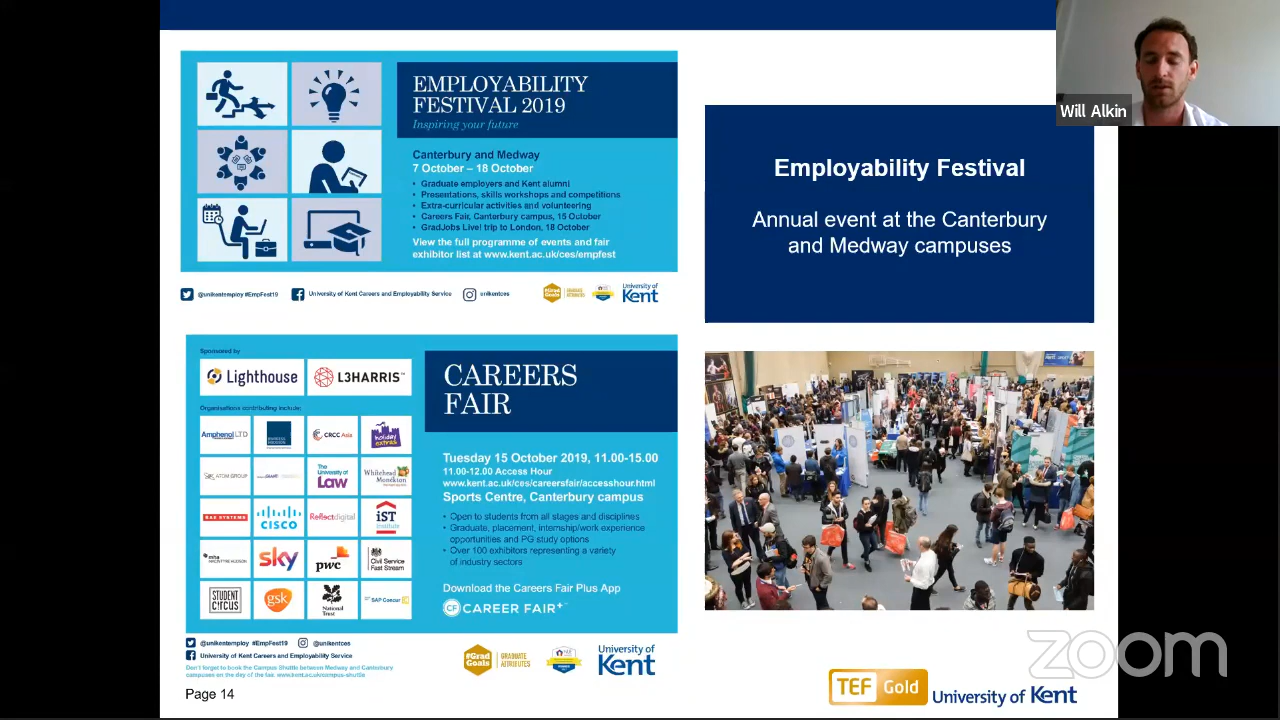 EMPLOYABILITY
FESTIVAL 2019
Inspiring your future
Canterbury and Medway
7 October – 18 October
• Graduate employers and Kent alumni
• Presentations, skills workshops and competitions
• Extra-curricular activities and volunteering
• Careers Fair, Canterbury campus, 15 October
• GradJobs Live! trip to London, 18 October
View the full programme of events and fair
exhibitor list at www.kent.ac.uk/ces/empfest
@unikentemploy #EmpFest19
University of Kent Careers and Employability Service
unikentces
#Grad
Goals
GRADUATE
ATTRIBUTES
University of
Kent
Will Alkin
Employability Festival
Annual event at the Canterbury
and Medway campuses
Sponsored by
Lighthouse
L3HARRIS™
Organisations contributing include:
Amphenol LTD
CRCC Asia
holiday
extras
ATOM GROUP
The
University of
Law
Whitehead
Monckton
BAE SYSTEMS
CISCO
Reflectdigital
iST
Institute
mha
MACINTYRE HUDSON
sky
pwc
Civil Service
Fast Stream
STUDENT
CIRCUS
gsk
National
Trust
SAP Concur
CAREERS
FAIR
Tuesday 15 October 2019, 11.00-15.00
11.00-12.00 Access Hour
www.kent.ac.uk/ces/careersfair/accesshour.html
Sports Centre, Canterbury campus
• Open to students from all stages and disciplines
• Graduate, placement, internship/work experience
opportunities and PG study options
• Over 100 exhibitors representing a variety
of industry sectors
Download the Careers Fair Plus App
CF CAREER FAIR+
@unikentemploy #EmpFest19
@unikentces
University of Kent Careers and Employability Service
Don't forget to book the Campus Shuttle between Medway and Canterbury
campuses on the day of the fair: www.kent.ac.uk/campus-shuttle
#Grad
Goals
GRADUATE
ATTRIBUTES
University of
Kent
Page 14
TEF Gold
University of Kent
zoom